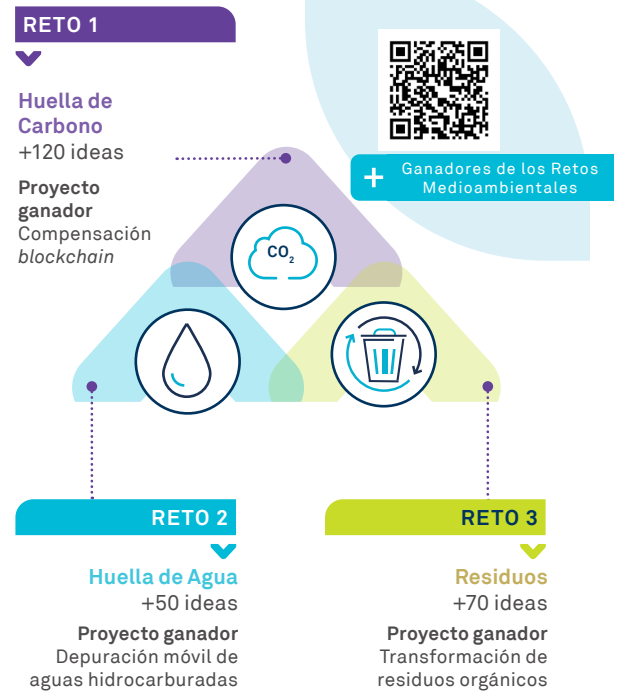 RETO 1
Huella de
Carbono
+120 ideas
Proyecto
ganador
Compensación
blockchain
+ Ganadores de los Retos
Medioambientales
CO2
RETO 2
Huella de Agua
+50 ideas
Proyecto ganador
Depuración móvil de
aguas hidrocarburadas
RETO 3
Residuos
+70 ideas
Proyecto ganador
Transformación de
residuos orgánicos